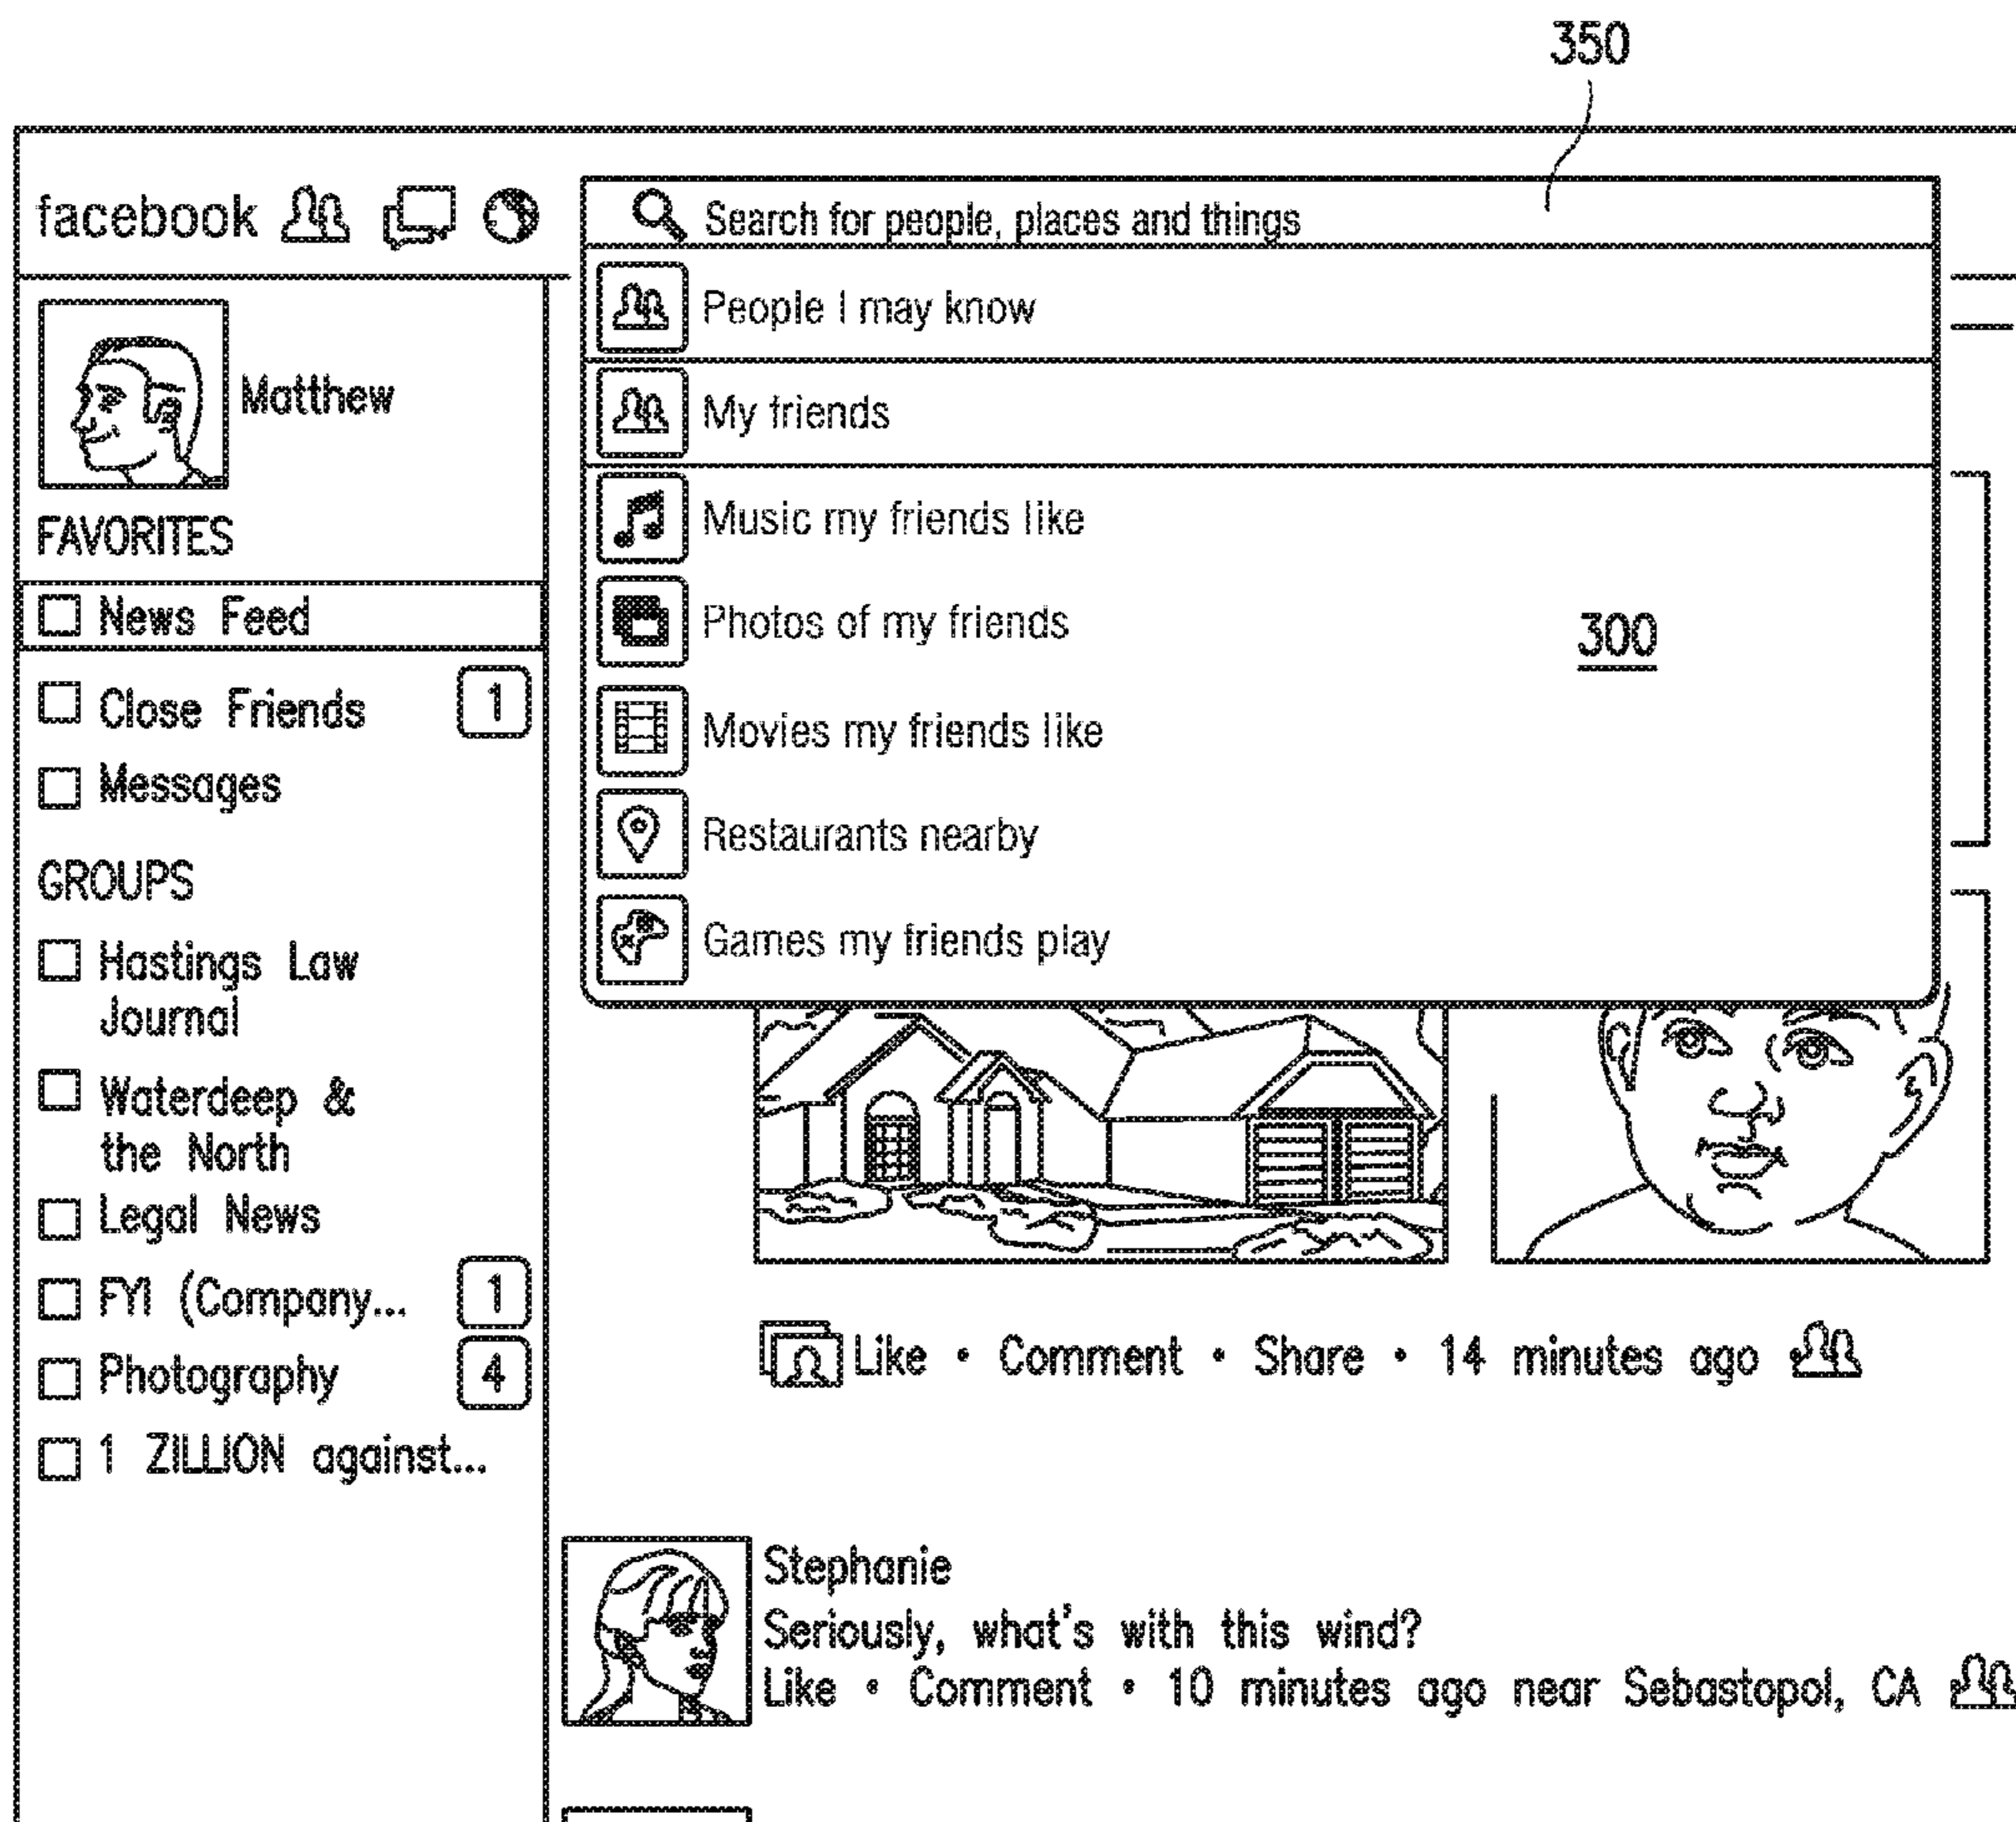 350
facebook
Search for people, places and things
People I may know
My friends
Music my friends like
Photos of my friends
Movies my friends like
Restaurants nearby
Games my friends play
300
Matthew
FAVORITES
News Feed
Close Friends 1
Messages
GROUPS
Hastings Law
Journal
Waterdeep &
the North
Legal News
FYI (Company... 1
Photography 4
1 ZILLION against...
Like • Comment • Share • 14 minutes ago
Stephanie
Seriously, what's with this wind?
Like • Comment • 10 minutes ago near Sebastopol, CA